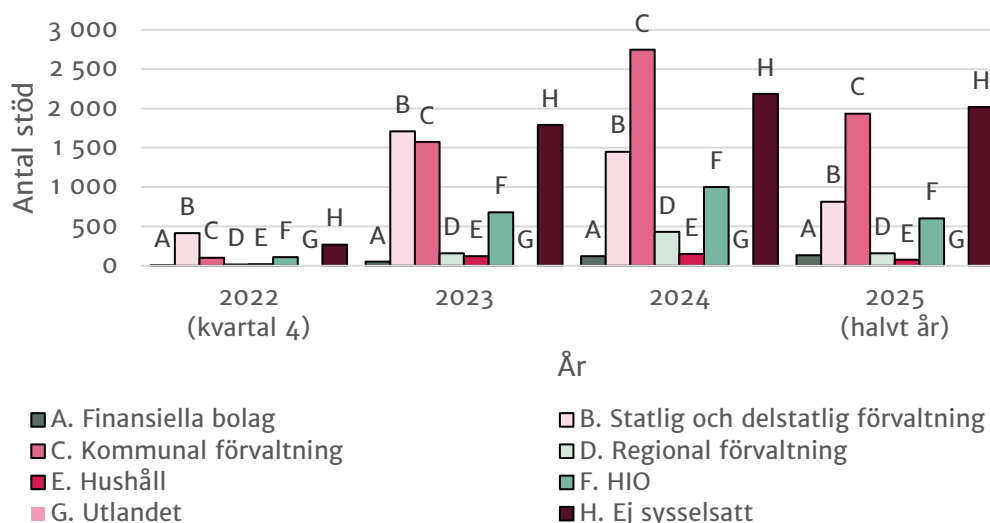 3 000
2 500
2 000
1 500
1 000
500
0
Antal stöd
A B C D E F G H
A B C D E F G H
A B C D E F G H
A B C D E F G H
2022
(kvartal 4)
2023
2024
2025
(halvt år)
År
A. Finansiella bolag
B. Statlig och delstatlig förvaltning
C. Kommunal förvaltning
D. Regional förvaltning
E. Hushåll
F. HIO
G. Utlandet
H. Ej sysselsatt